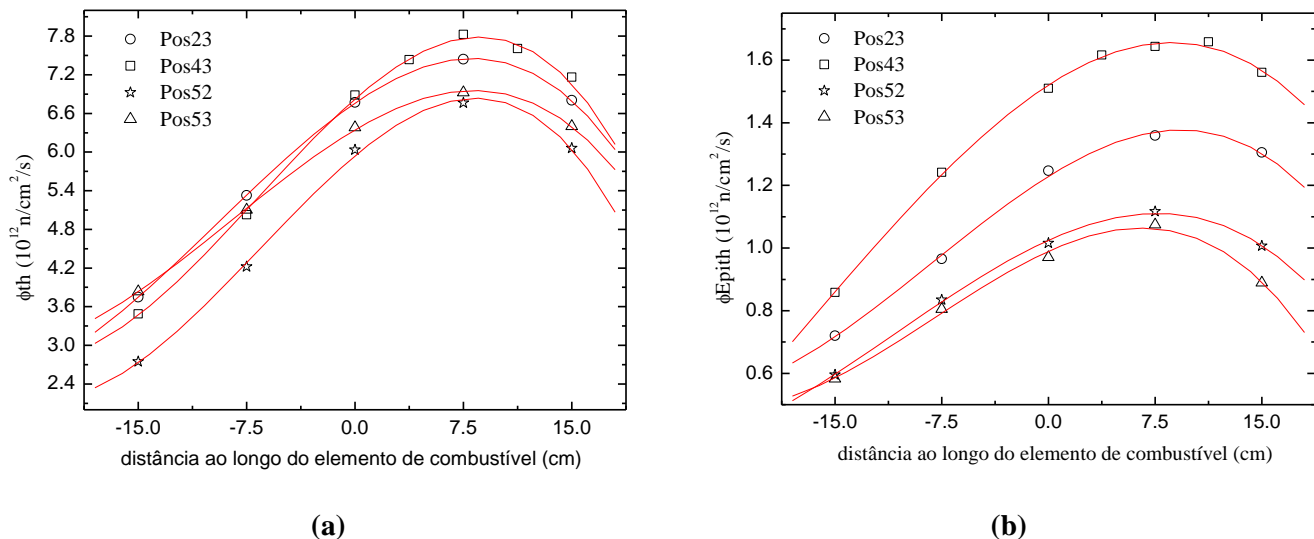 (a)
7.8
7.2
6.6
6.0
5.4
4.8
4.2
3.6
3.0
2.4
Pos23
Pos43
Pos52
Pos53
ϕth (10¹²n/cm²/s)
-15.0 -7.5 0.0 7.5 15.0
distância ao longo do elemento de combustível (cm)
1.6
1.4
1.2
1.0
0.8
0.6
Pos23
Pos43
Pos52
Pos53
ϕEpith (10¹²n/cm²/s)
-15.0 -7.5 0.0 7.5 15.0
distância ao longo do elemento de combustível (cm)
(a) (b)